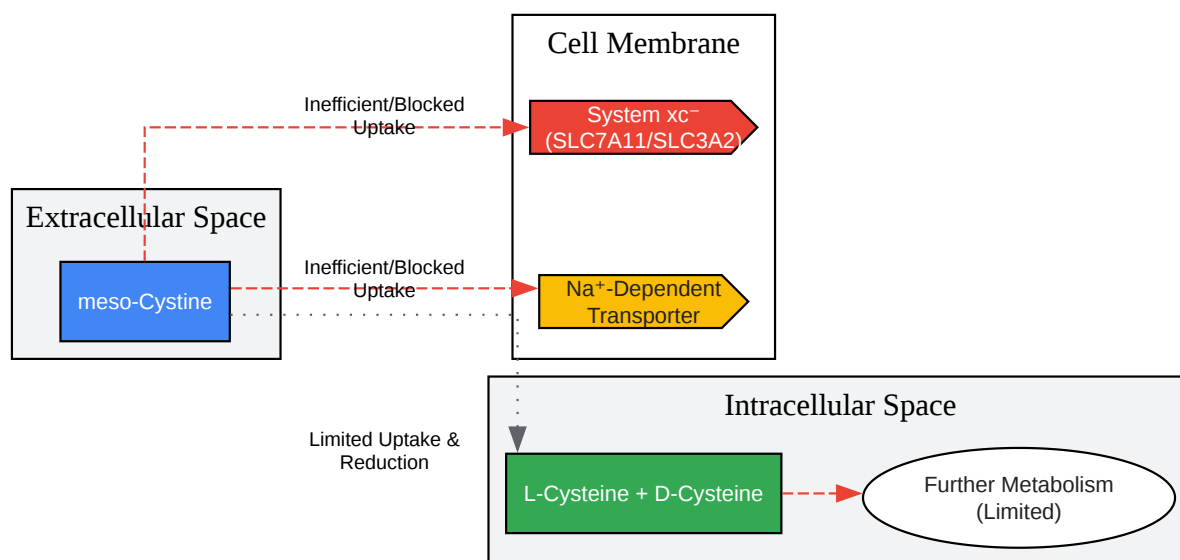 Cell Membrane
Inefficient/Blocked
Uptake
System xc⁻
(SLC7A11/SLC3A2)
Extracellular Space
meso-Cystine
Inefficient/Blocked
Uptake
Na⁺-Dependent
Transporter
Intracellular Space
Limited Uptake &
Reduction
L-Cysteine + D-Cysteine
Further Metabolism
(Limited)